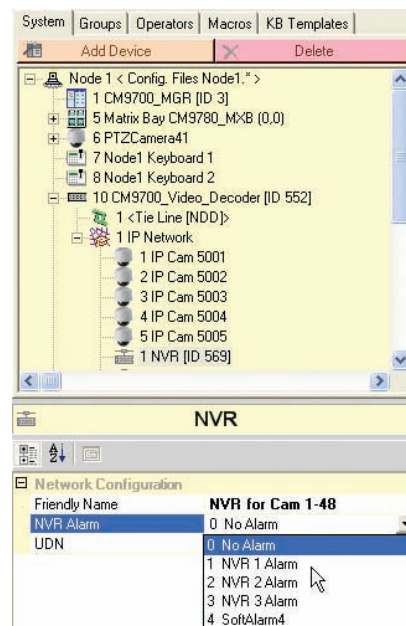 System Groups Operators Macros KB Templates
Add Device Delete
Node 1 < Config. Files Node1.* >
1 CM9700_MGR [ID 3]
5 Matrix Bay CM9780_MXB (0,0)
6 PTZCamera41
7 Node1 Keyboard 1
8 Node1 Keyboard 2
10 CM9700_Video_Decoder [ID 552]
1 <Tie Line [NDD]>
1 IP Network
1 IP Cam 5001
2 IP Cam 5002
3 IP Cam 5003
4 IP Cam 5004
5 IP Cam 5005
1 NVR [ID 569]
NVR
Network Configuration
Friendly Name NVR for Cam 1-48
NVR Alarm 0 No Alarm
UDN 0 No Alarm
1 NVR 1 Alarm
2 NVR 2 Alarm
3 NVR 3 Alarm
4 SoftAlarm4